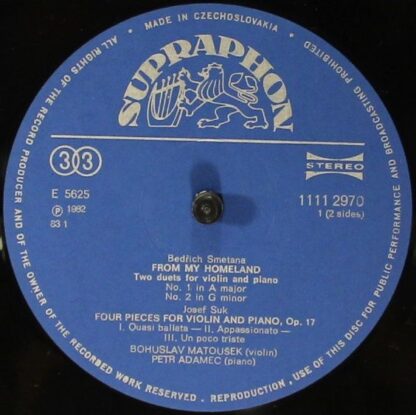 ALL RIGHTS OF THE RECORD PRODUCER AND OF THE OWNER OF THE RECORDED WORK RESERVED - REPRODUCTION, USE OF THIS DISC FOR PUBLIC PERFORMANCE AND BROADCASTING PROHIBITED
• MADE IN CZECHOSLOVAKIA •
SUPRAPHON
33
STEREO
E 5625
1111 2970
Ⓟ 1982
1 (2 sides)
83 1
Bedřich Smetana
FROM MY HOMELAND
Two duets for violin and piano
No. 1 in A major
No. 2 in G minor
Josef Suk
FOUR PIECES FOR VIOLIN AND PIANO, Op. 17
I. Quasi ballata — II. Appassionato —
III. Un poco triste
BOHUSLAV MATOUSEK (violin)
PETR ADAMEC (piano)